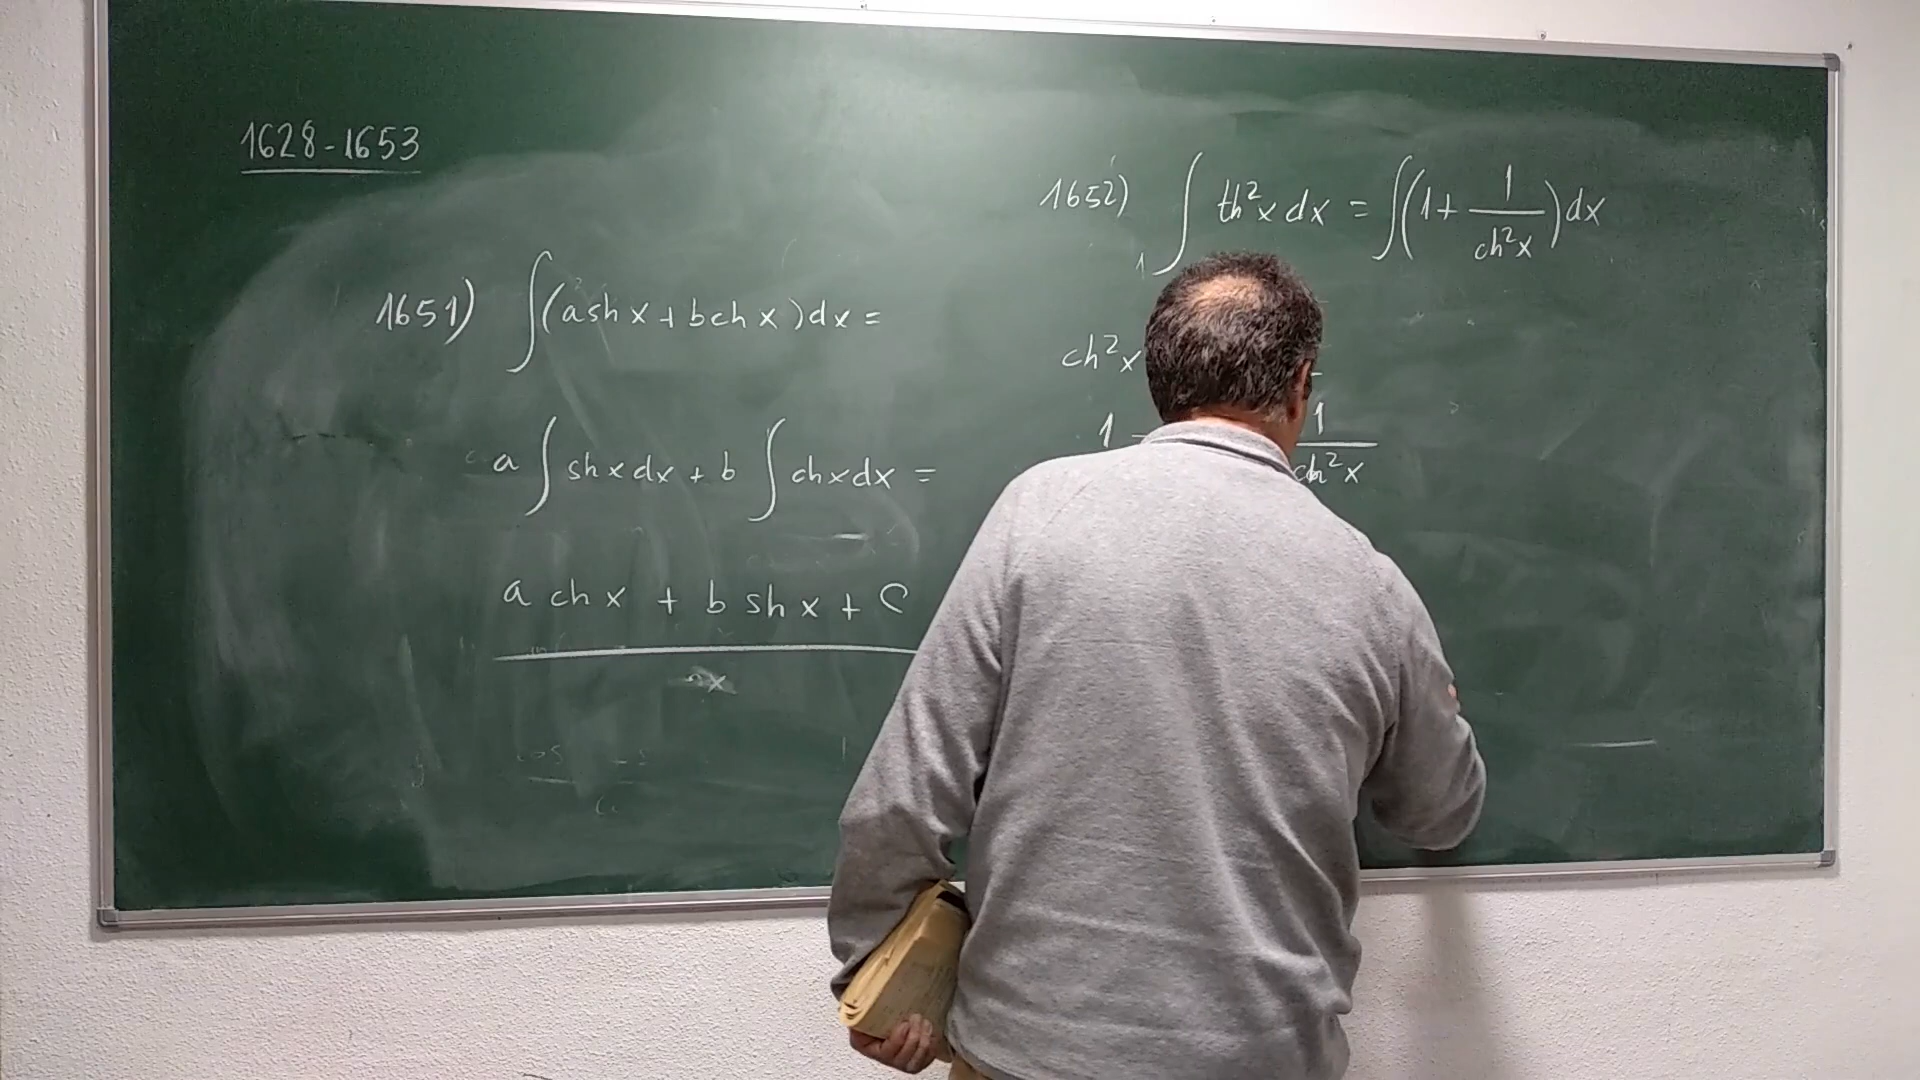 1628-1653
1651) ∫(a sh x + b ch x)dx =
a ∫ sh x dx + b ∫ ch x dx =
a ch x + b sh x + C
1652) ∫ th²x dx = ∫(1 + 1/ch²x)dx
ch²x
1
1/ch²x